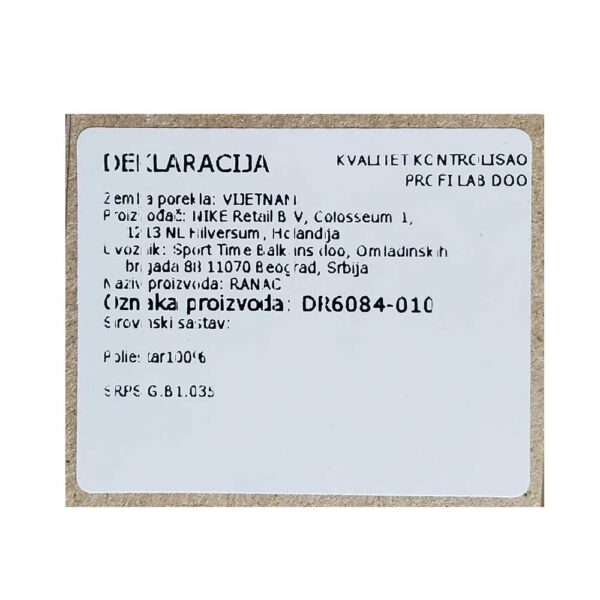 DEKLARACIJA
KVALITET KONTROLISAO
PROFILAB DOO
Zemlja porekla: VIJETNAM
Proizvođač: NIKE Retail B.V, Colosseum 1,
1213 NL Hilversum, Holandija
Uvoznik: Sport Time Balkans doo, Omladinskih
brigada 88 11070 Beograd, Srbija
Naziv proizvoda: RANAC
Oznaka proizvoda: DR6084-010
Sirovinski sastav:
Poliestar100%
SRPS G.B1.035